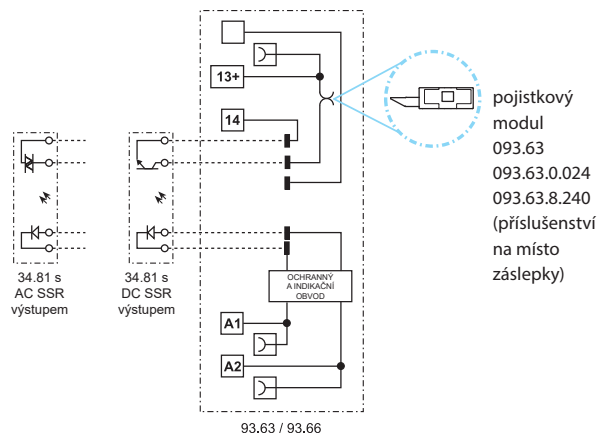 13+
14
pojistkový
modul
093.63
093.63.0.024
093.63.8.240
(příslušenství
na místo
záslepky)
34.81 s
AC SSR
výstupem
34.81 s
DC SSR
výstupem
OCHRANNÝ
A INDIKAČNÍ
OBVOD
A1
A2
93.63 / 93.66